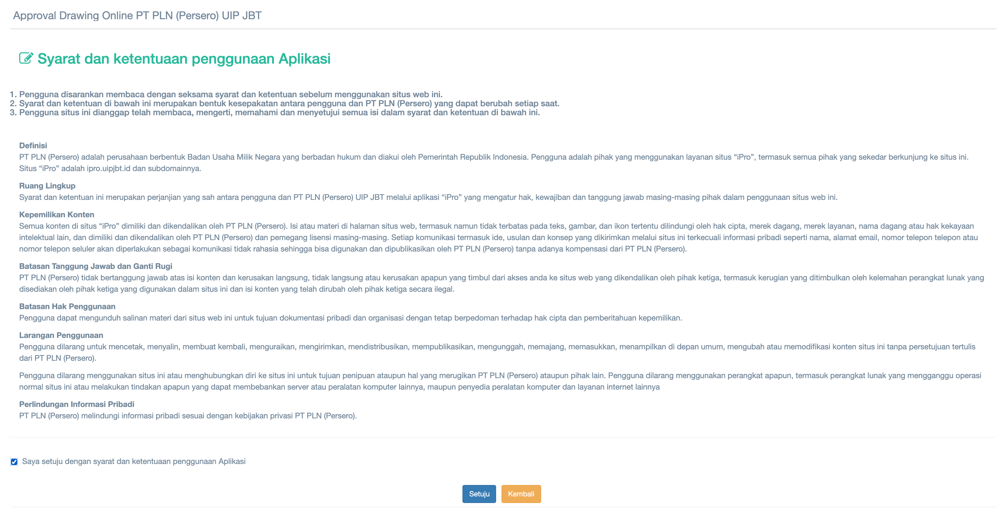 Approval Drawing Online PT PLN (Persero) UIP JBT
Syarat dan ketentuaan penggunaan Aplikasi
1. Pengguna disarankan membaca dengan seksama syarat dan ketentuan sebelum menggunakan situs web ini.
2. Syarat dan ketentuan di bawah ini merupakan bentuk kesepakatan antara pengguna dan PT PLN (Persero) yang dapat berubah setiap saat.
3. Pengguna situs ini dianggap telah membaca, mengerti, memahami dan menyetujui semua isi dalam syarat dan ketentuan di bawah ini.
Definisi
PT PLN (Persero) adalah perusahaan berbentuk Badan Usaha Milik Negara yang berbadan hukum dan diakui oleh Pemerintah Republik Indonesia. Pengguna adalah pihak yang menggunakan layanan situs “iPro”, termasuk semua pihak yang sekedar berkunjung ke situs ini.
Situs “iPro” adalah ipro.uipjbt.id dan subdomainnya.
Ruang Lingkup
Syarat dan ketentuan ini merupakan perjanjian yang sah antara pengguna dan PT PLN (Persero) UIP JBT melalui aplikasi “iPro” yang mengatur hak, kewajiban dan tanggung jawab masing-masing pihak dalam penggunaan situs web ini.
Kepemilikan Konten
Semua konten di situs “iPro” dimiliki dan dikendalikan oleh PT PLN (Persero). Isi atau materi di halaman situs web, termasuk namun tidak terbatas pada teks, gambar, dan ikon tertentu dilindungi oleh hak cipta, merek dagang, merek layanan, nama dagang atau hak kekayaan
intelektual lain, dan dimiliki dan dikendalikan oleh PT PLN (Persero) dan pemegang lisensi masing-masing. Setiap komunikasi termasuk ide, usulan dan konsep yang dikirimkan melalui situs ini terkecuali informasi pribadi seperti nama, alamat email, nomor telepon telepon atau
nomor telepon seluler akan diperlakukan sebagai komunikasi tidak rahasia sehingga bisa digunakan dan dipublikasikan oleh PT PLN (Persero) tanpa adanya kompensasi dari PT PLN (Persero).
Batasan Tanggung Jawab dan Ganti Rugi
PT PLN (Persero) tidak bertanggung jawab atas isi konten dan kerusakan langsung, tidak langsung atau kerusakan apapun yang timbul dari akses anda ke situs web yang dikendalikan oleh pihak ketiga, termasuk kerugian yang ditimbulkan oleh kelemahan perangkat lunak yang
disediakan oleh pihak ketiga yang digunakan dalam situs ini dan isi konten yang telah dirubah oleh pihak ketiga secara ilegal.
Batasan Hak Penggunaan
Pengguna dapat mengunduh salinan materi dari situs web ini untuk tujuan dokumentasi pribadi dan organisasi dengan tetap berpedoman terhadap hak cipta dan pemberitahuan kepemilikan.
Larangan Penggunaan
Pengguna dilarang untuk mencetak, menyalin, membuat kembali, menguraikan, mengirimkan, mendistribusikan, mempublikasikan, mengunggah, memajang, memasukkan, menampilkan di depan umum, mengubah atau memodifikasi konten situs ini tanpa persetujuan tertulis
dari PT PLN (Persero).
Pengguna dilarang menggunakan situs ini atau menghubungkan diri ke situs ini untuk tujuan penipuan ataupun hal yang merugikan PT PLN (Persero) ataupun pihak lain. Pengguna dilarang menggunakan perangkat apapun, termasuk perangkat lunak yang mengganggu operasi
normal situs ini atau melakukan tindakan apapun yang dapat membebankan server atau peralatan komputer lainnya, maupun penyedia peralatan komputer dan layanan internet lainnya
Perlindungan Informasi Pribadi
PT PLN (Persero) melindungi informasi pribadi sesuai dengan kebijakan privasi PT PLN (Persero).
Saya setuju dengan syarat dan ketentuaan penggunaan Aplikasi
Setuju Kembali